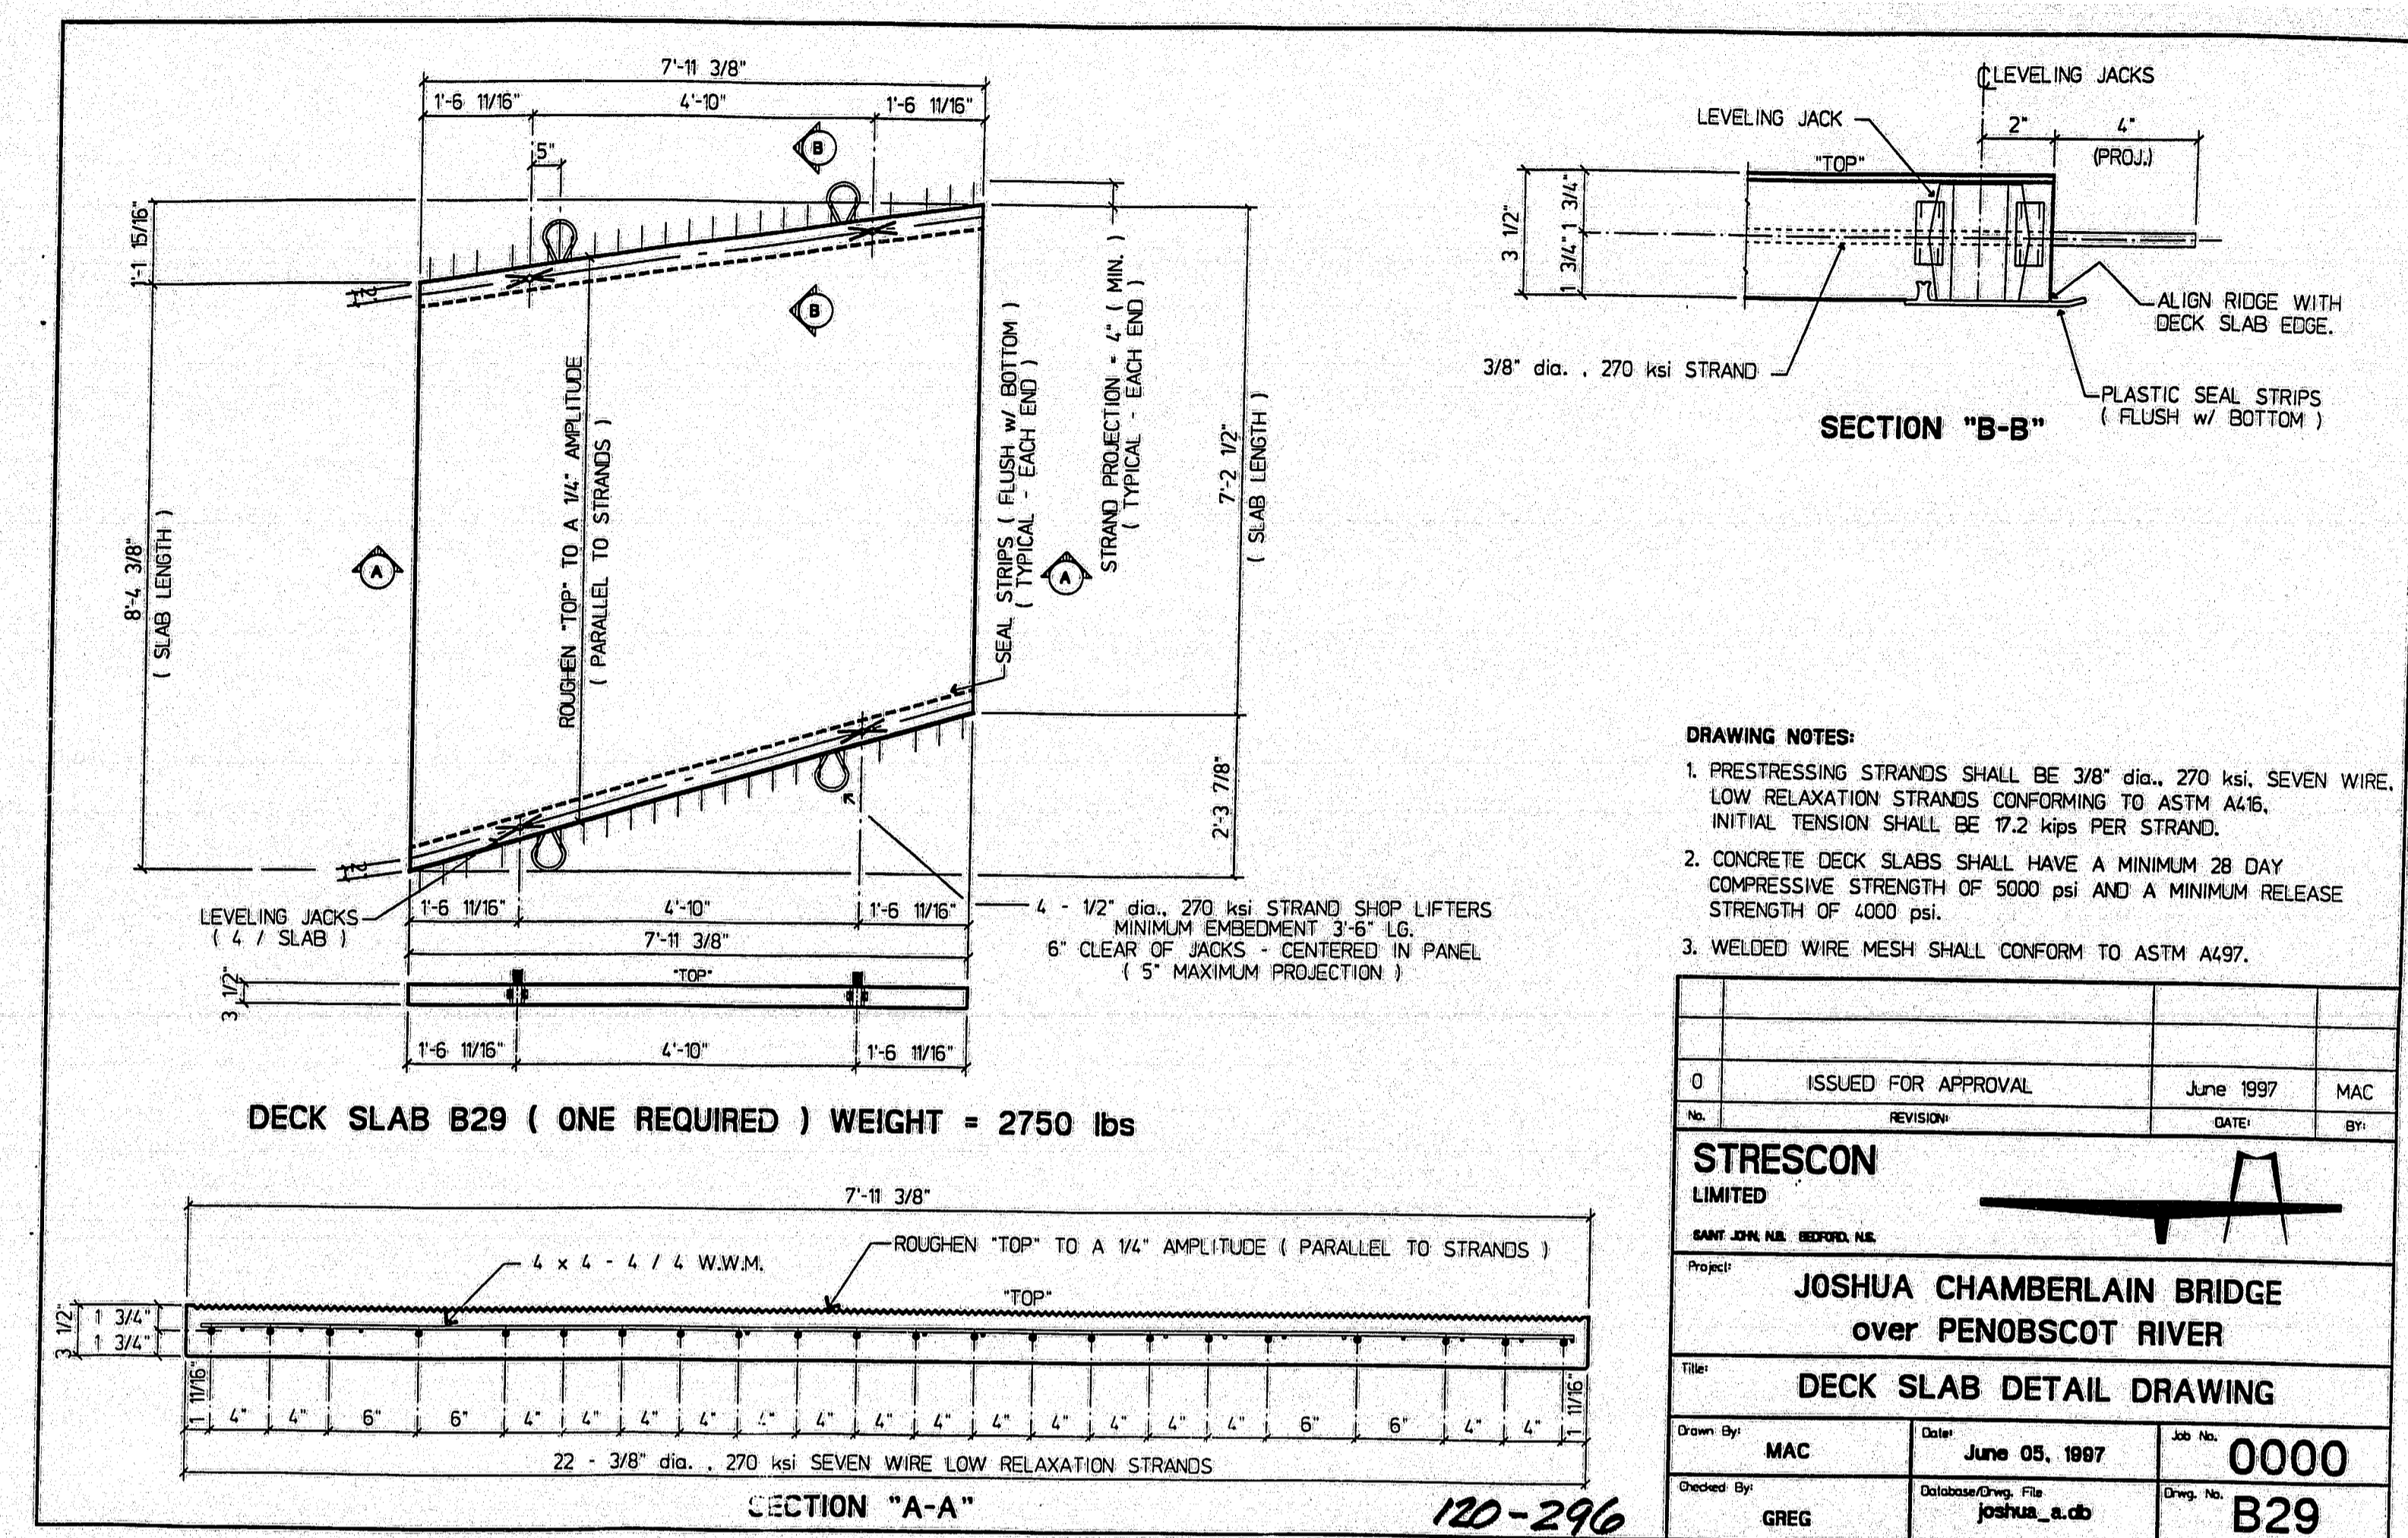 7'-11 3/8"
1'-6 11/16"
4'-10"
1'-6 11/16"
5"
B
B
1'-1 15/16"
2"
8'-4 3/8"
( SLAB LENGTH )
A
ROUGHEN "TOP" TO A 1/4" AMPLITUDE
( PARALLEL TO STRANDS )
SEAL STRIPS ( FLUSH w/ BOTTOM )
( TYPICAL - EACH END )
A
STRAND PROJECTION = 4" ( MIN. )
( TYPICAL - EACH END )
7'-2 1/2"
( SLAB LENGTH )
2'-3 7/8"
2"
LEVELING JACKS
( 4 / SLAB )
1'-6 11/16"
4'-10"
1'-6 11/16"
7'-11 3/8"
4 - 1/2" dia., 270 ksi STRAND SHOP LIFTERS
MINIMUM EMBEDMENT 3'-6" LG.
6" CLEAR OF JACKS - CENTERED IN PANEL
( 5" MAXIMUM PROJECTION )
"TOP"
3 1/2"
1'-6 11/16"
4'-10"
1'-6 11/16"
DECK SLAB B29 ( ONE REQUIRED ) WEIGHT = 2750 lbs
7'-11 3/8"
4 x 4 - 4 / 4 W.W.M.
ROUGHEN "TOP" TO A 1/4" AMPLITUDE ( PARALLEL TO STRANDS )
"TOP"
3 1/2"
1 3/4"
1 3/4"
1 11/16" 4" 4" 6" 6" 4" 4" 4" 4" 4" 4" 4" 4" 4" 4" 4" 4" 4" 6" 6" 4" 4" 1 11/16"
22 - 3/8" dia. , 270 ksi SEVEN WIRE LOW RELAXATION STRANDS
SECTION "A-A"
120-296
CL LEVELING JACKS
LEVELING JACK
2"
4"
(PROJ.)
"TOP"
3 1/2"
1 3/4"
1 3/4"
ALIGN RIDGE WITH
DECK SLAB EDGE.
3/8" dia. , 270 ksi STRAND
PLASTIC SEAL STRIPS
( FLUSH w/ BOTTOM )
SECTION "B-B"
DRAWING NOTES:
1. PRESTRESSING STRANDS SHALL BE 3/8" dia., 270 ksi, SEVEN WIRE,
LOW RELAXATION STRANDS CONFORMING TO ASTM A416,
INITIAL TENSION SHALL BE 17.2 kips PER STRAND.
2. CONCRETE DECK SLABS SHALL HAVE A MINIMUM 28 DAY
COMPRESSIVE STRENGTH OF 5000 psi AND A MINIMUM RELEASE
STRENGTH OF 4000 psi.
3. WELDED WIRE MESH SHALL CONFORM TO ASTM A497.
0 ISSUED FOR APPROVAL June 1997 MAC
No. REVISION: DATE: BY:
STRESCON
LIMITED
SAINT JOHN, N.B. BEDFORD, N.S.
Project:
JOSHUA CHAMBERLAIN BRIDGE
over PENOBSCOT RIVER
Title:
DECK SLAB DETAIL DRAWING
Drawn By:
MAC
Date:
June 05, 1997
Job No.
0000
Checked By:
GREG
Database/Drwg. File
joshua_a.db
Drwg. No.
B29